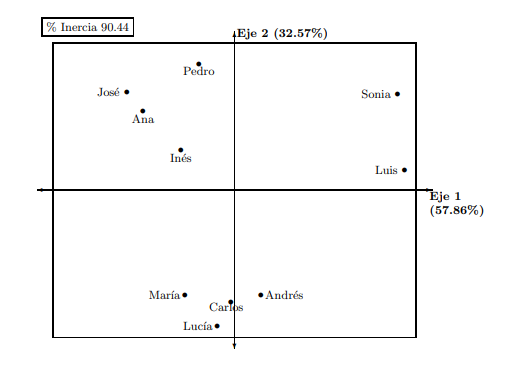 % Inercia 90.44
Eje 2 (32.57%)
Pedro
José
Sonia
Ana
Inés
Luis
Eje 1
(57.86%)
María
Andrés
Carlos
Lucía